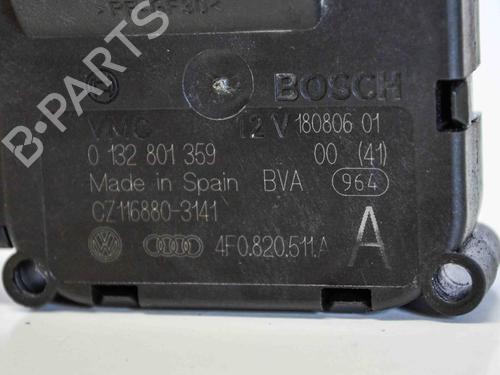 B-PARTS
BOSCH
VMC 12 V 180806 01
0 132 801 359 00 (41)
Made in Spain BVA 964
CZ116880-3141
4F0.820.511.A A